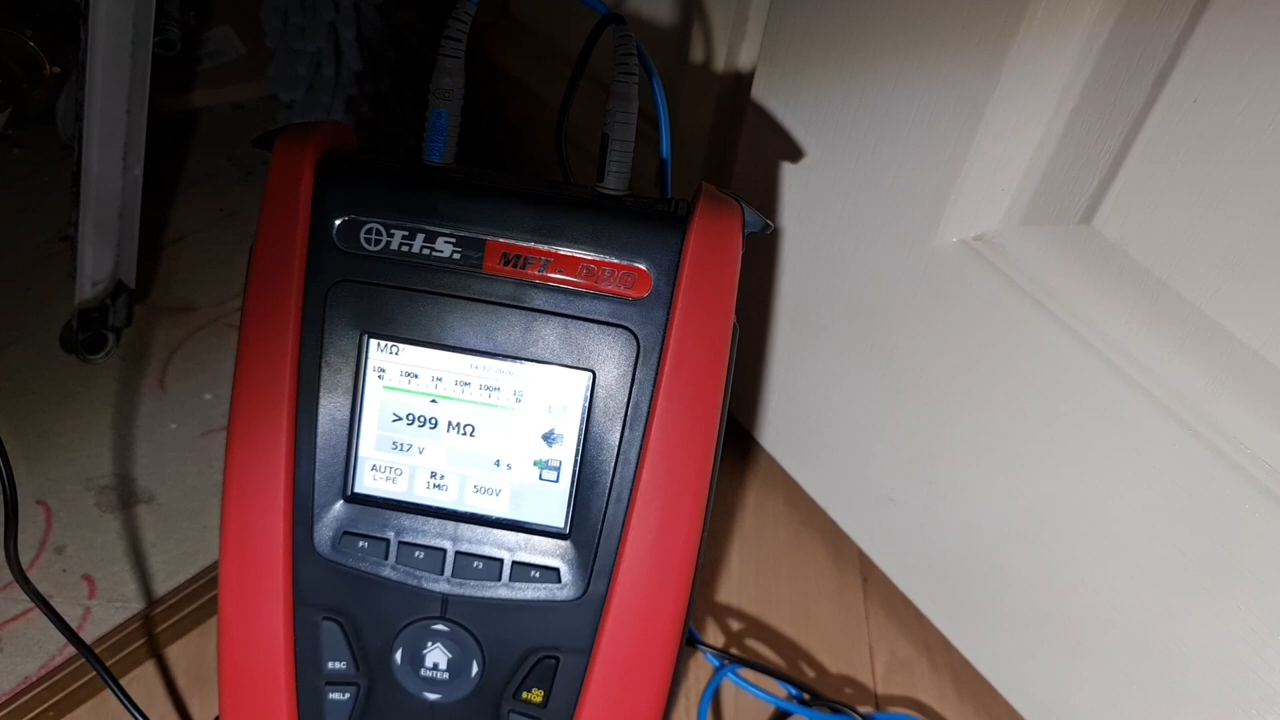 T.I.S.
MFT-PRO
MΩ
10k 100k 1M 10M 100M 1G
>999 MΩ
517 V
4 s
AUTO
L-PE
R≥
1MΩ
500V
F1 F2 F3 F4
ESC
ENTER
HELP
GO
STOP